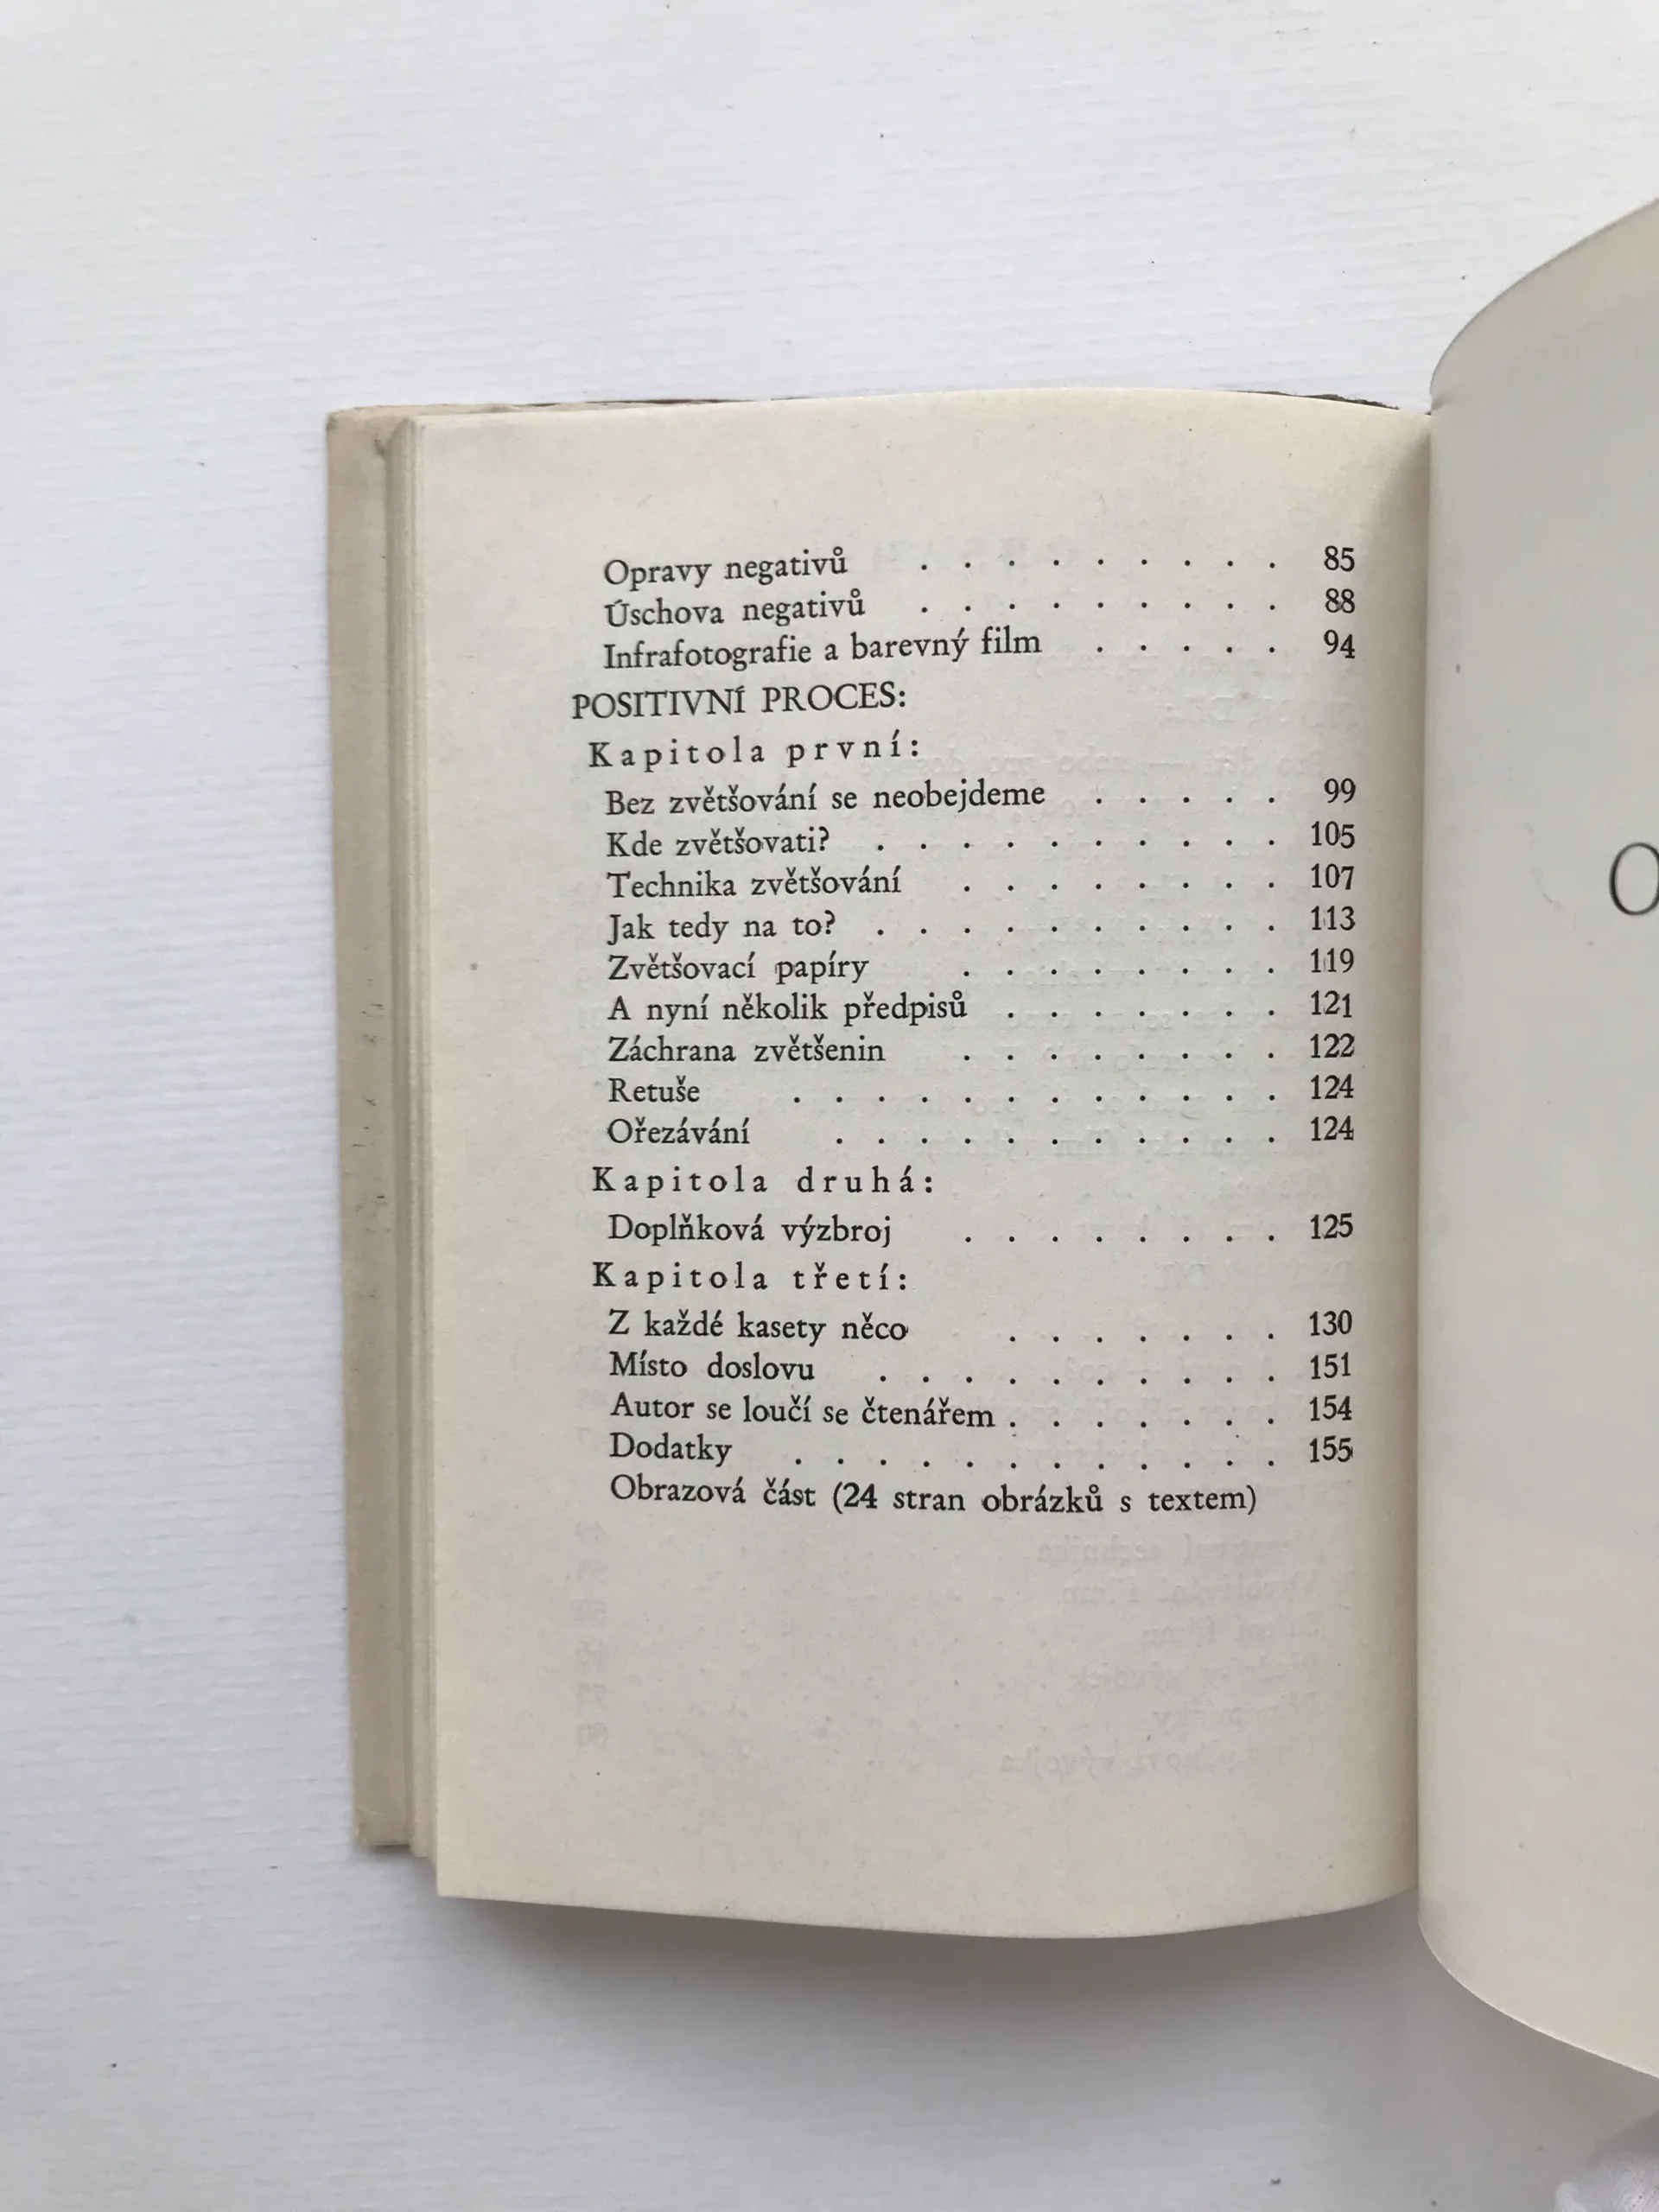 Opravy negativů . . . . . . . . . 85
Úschova negativů . . . . . . . . . 88
Infrafotografie a barevný film . . . . . 94
POSITIVNÍ PROCES:
Kapitola první:
Bez zvětšování se neobejdeme . . . . . 99
Kde zvětšovati? . . . . . . . . . . 105
Technika zvětšování . . . . . . . . 107
Jak tedy na to? . . . . . . . . . . 113
Zvětšovací papíry . . . . . . . . 119
A nyní několik předpisů . . . . . . . 121
Záchrana zvětšenin . . . . . . . . 122
Retuše . . . . . . . . . . . . 124
Ořezávání . . . . . . . . . . . 124
Kapitola druhá:
Doplňková výzbroj . . . . . . . . 125
Kapitola třetí:
Z každé kasety něco . . . . . . . 130
Místo doslovu . . . . . . . . . . 151
Autor se loučí se čtenářem . . . . . . . 154
Dodatky . . . . . . . . . . . . 155
Obrazová část (24 stran obrázků s textem)